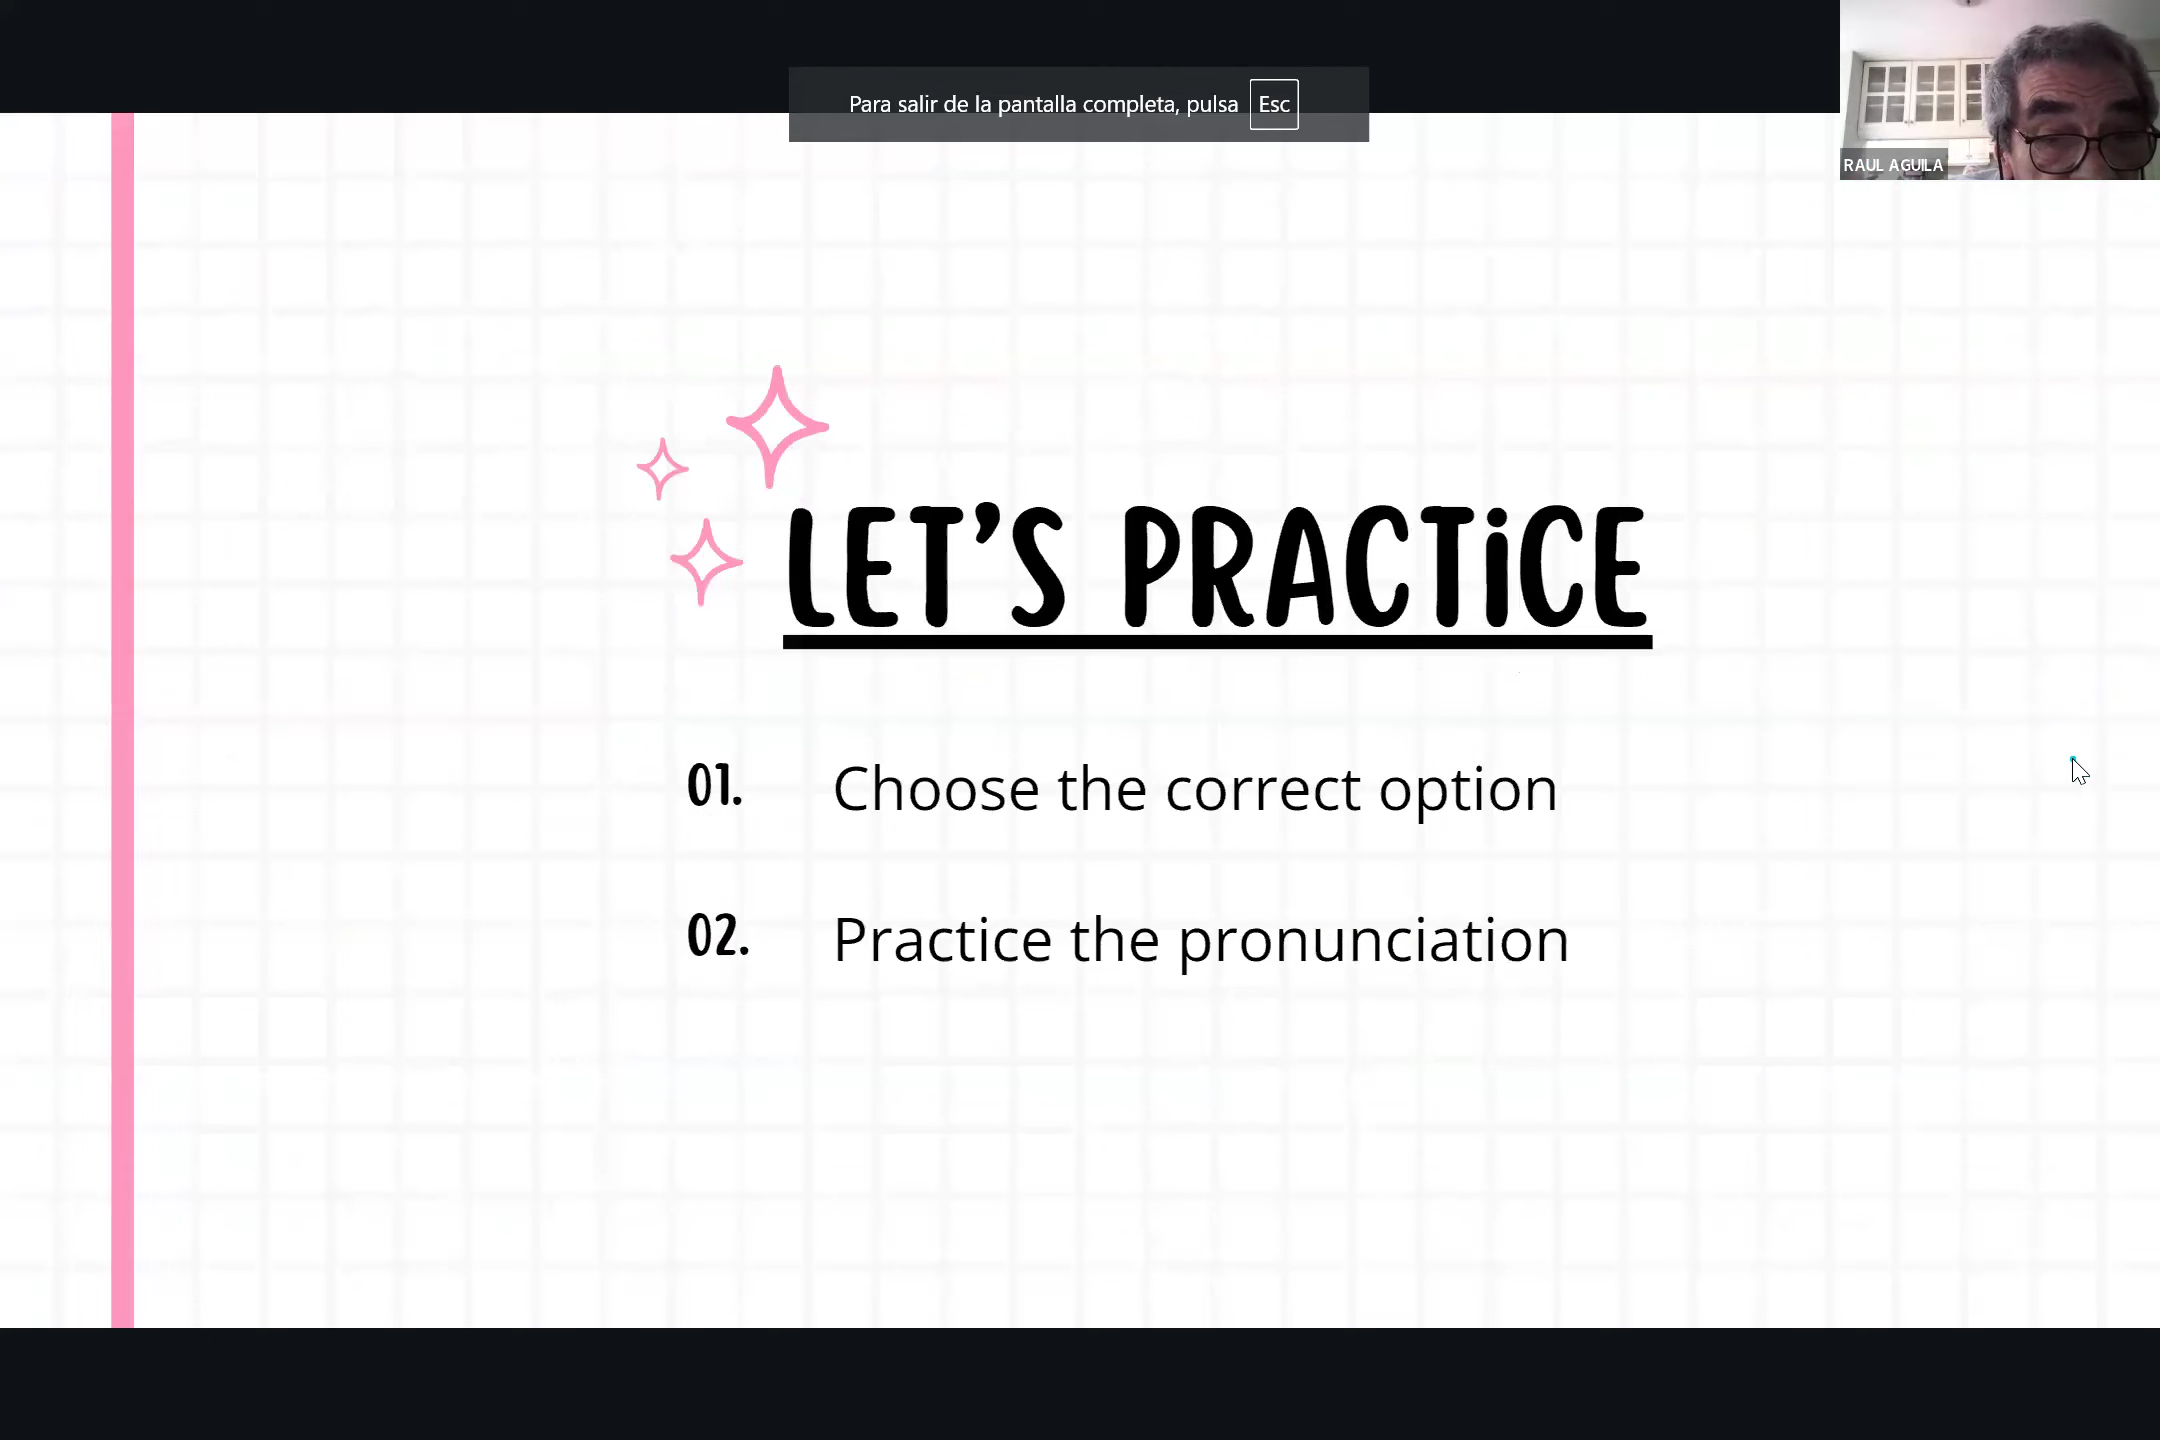 Para salir de la pantalla completa, pulsa Esc
RAUL AGUILA
LET'S PRACTiCE
01. Choose the correct option
02. Practice the pronunciation